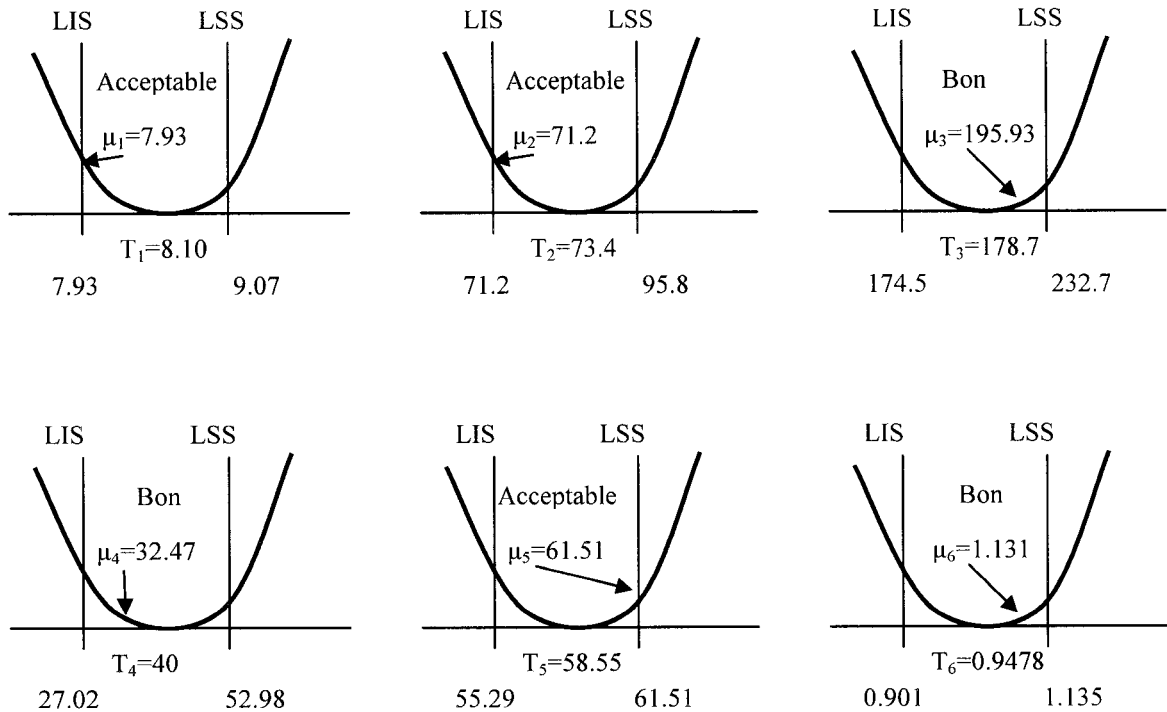 LIS LSS
Acceptable
μ₁=7.93
T₁=8.10
7.93 9.07
LIS LSS
Acceptable
μ₂=71.2
T₂=73.4
71.2 95.8
LIS LSS
Bon
μ₃=195.93
T₃=178.7
174.5 232.7
LIS LSS
Bon
μ₄=32.47
T₄=40
27.02 52.98
LIS LSS
Acceptable
μ₅=61.51
T₅=58.55
55.29 61.51
LIS LSS
Bon
μ₆=1.131
T₆=0.9478
0.901 1.135